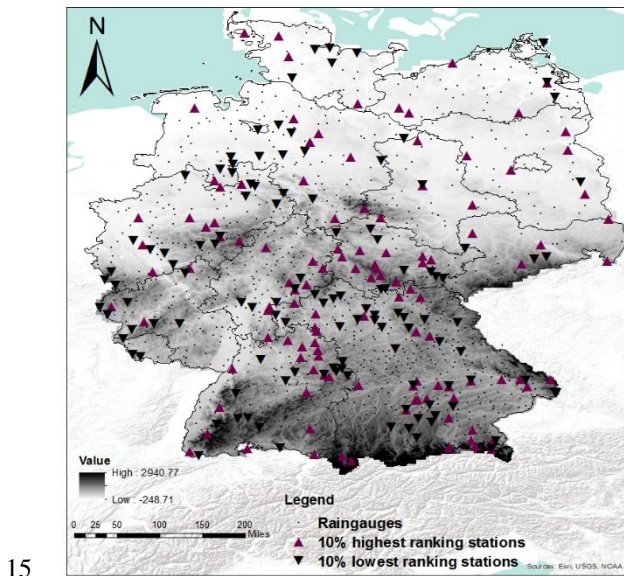 N
Value
High : 2940.77
Low : -248.71
0 25 50 100 150 200
Miles
Legend
Raingauges
10% highest ranking stations
10% lowest ranking stations
Sources: Esri, USGS, NOAA
15